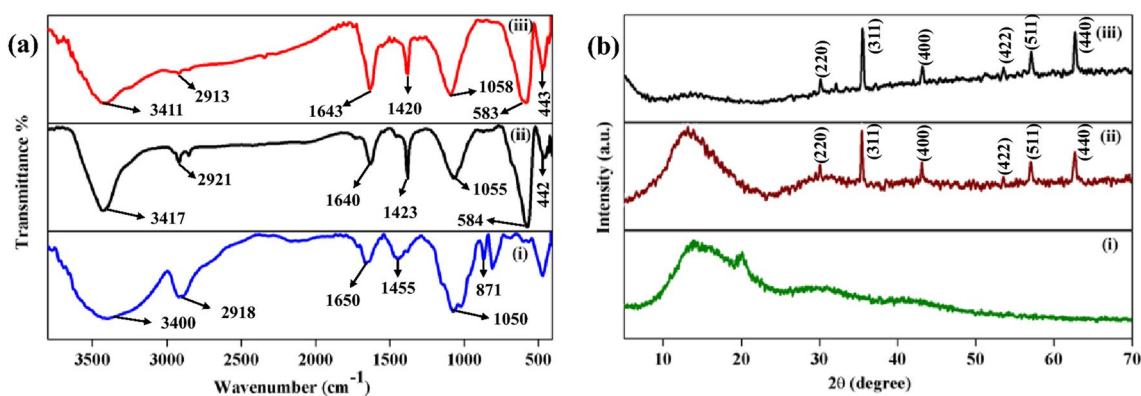 (a)
Transmittance %
(iii)
3411
2913
1643
1420
1058
583
443
(ii)
3417
2921
1640
1423
1055
584
442
(i)
3400
2918
1650
1455
1050
871
3500 3000 2500 2000 1500 1000 500
Wavenumber (cm-1)
(b)
Intensity (a.u.)
(iii)
(220)
(311)
(400)
(422)
(511)
(440)
(ii)
(220)
(311)
(400)
(422)
(511)
(440)
(i)
10 20 30 40 50 60 70
2θ (degree)